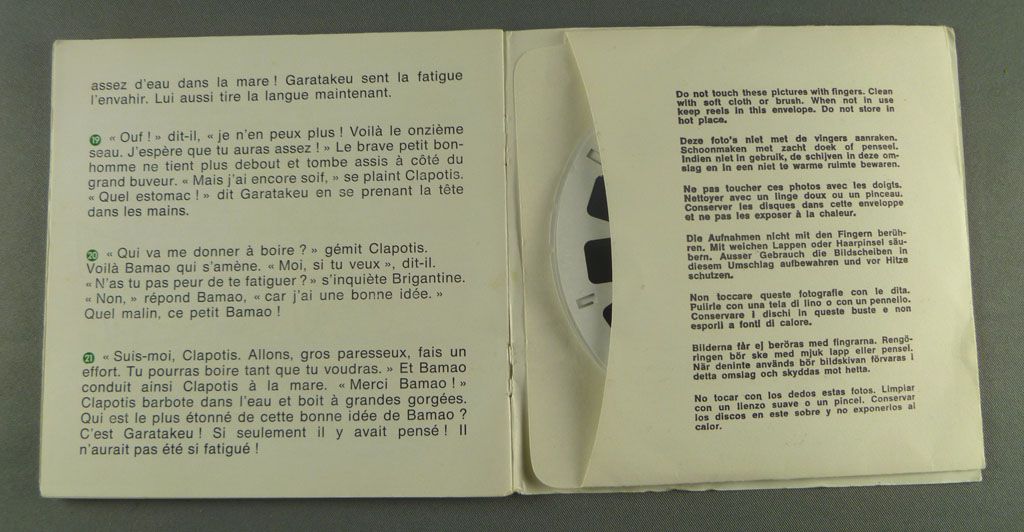 assez d'eau dans la mare ! Garatakeu sent la fatigue
l'envahir. Lui aussi tire la langue maintenant.
19 « Ouf ! » dit-il, « je n'en peux plus ! Voilà le onzième
seau. J'espère que tu auras assez ! » Le brave petit bon-
homme ne tient plus debout et tombe assis à côté du
grand buveur. « Mais j'ai encore soif, » se plaint Clapotis.
« Quel estomac ! » dit Garatakeu en se prenant la tête
dans les mains.
20 « Qui va me donner à boire ? » gémit Clapotis.
Voilà Bamao qui s'amène. « Moi, si tu veux », dit-il.
« N'as tu pas peur de te fatiguer ? » s'inquiète Brigantine.
« Non, » répond Bamao, « car j'ai une bonne idée. »
Quel malin, ce petit Bamao !
21 « Suis-moi, Clapotis. Allons, gros paresseux, fais un
effort. Tu pourras boire tant que tu voudras. » Et Bamao
conduit ainsi Clapotis à la mare. « Merci Bamao ! »
Clapotis barbote dans l'eau et boit à grandes gorgées.
Qui est le plus étonné de cette bonne idée de Bamao ?
C'est Garatakeu ! Si seulement il y avait pensé ! Il
n'aurait pas été si fatigué !
Do not touch these pictures with fingers. Clean
with soft cloth or brush. When not in use
keep reels in this envelope. Do not store in
hot place.
Deze foto's niet met de vingers aanraken.
Schoonmaken met zacht doek of penseel.
Indien niet in gebruik, de schijven in deze om-
slag en in een niet te warme ruimte bewaren.
Ne pas toucher ces photos avec les doigts.
Nettoyer avec un linge doux ou un pinceau.
Conserver les disques dans cette enveloppe
et ne pas les exposer à la chaleur.
Die Aufnahmen nicht mit den Fingern berüh-
ren. Mit weichen Lappen oder Haarpinsel säu-
bern. Ausser Gebrauch die Bildscheiben in
diesem Umschlag aufbewahren und vor Hitze
schutzen.
Non toccare queste fotografie con le dita.
Pulirle con una tela di lino o con un pennello.
Conservare i dischi in queste buste e non
esporli a fonti di calore.
Bilderna får ej beröras med fingrarna. Rengö-
ringen bör ske med mjuk lapp eller pensel.
När deninte används bör bildskivan förvaras i
detta omslag och skyddas mot hetta.
No tocar con los dedos estas fotos. Limpiar
con un lienzo suave o un pincel. Conservar
los discos en este sobre y no exponerlos al
calor.